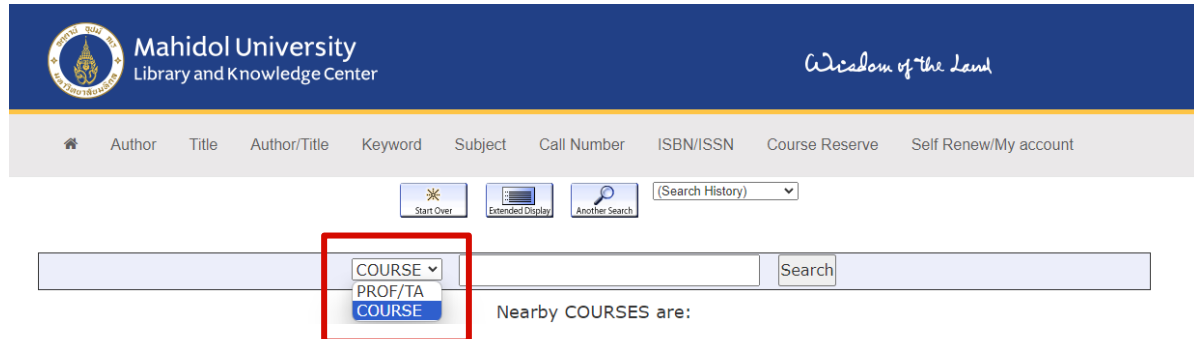 Mahidol University
Library and Knowledge Center
Wisdom of the Land
Author Title Author/Title Keyword Subject Call Number ISBN/ISSN Course Reserve Self Renew/My account
Start Over Extended Display Another Search (Search History)
COURSE Search
PROF/TA
COURSE
Nearby COURSES are: